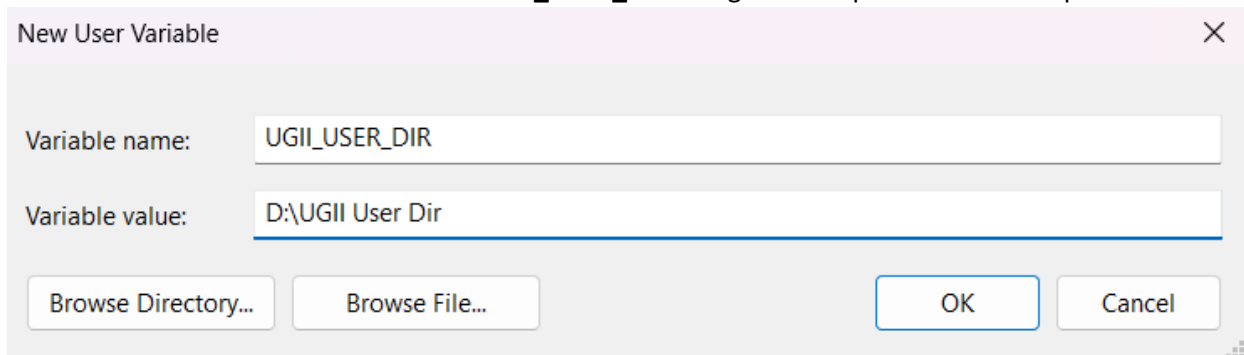 New User Variable
Variable name: UGII_USER_DIR
Variable value: D:\UGII User Dir
Browse Directory... Browse File... OK Cancel